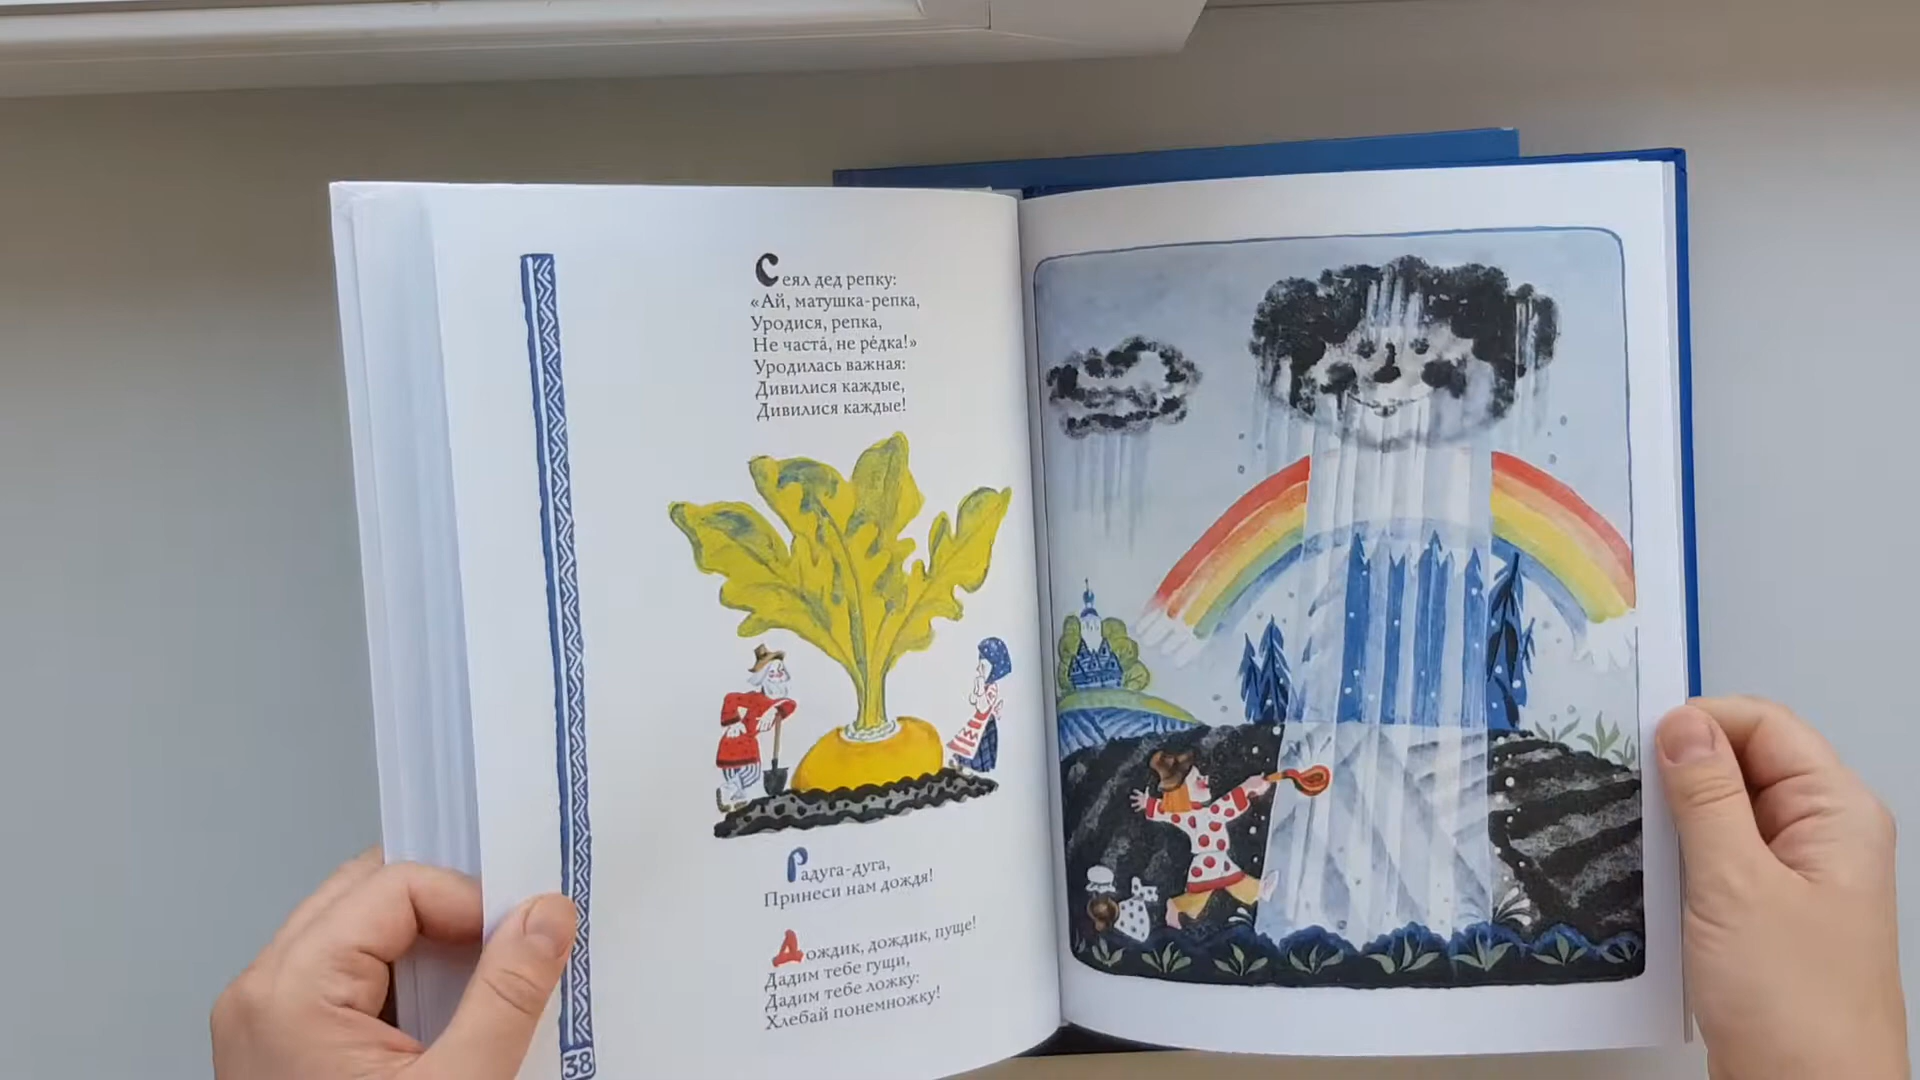 Сеял дед репку:
«Ай, матушка-репка,
Уродися, репка,
Не частá, не рéдка!»
Уродилась важная:
Дивилися каждые,
Дивилися каждые!
Радуга-дуга,
Принеси нам дождя!
Дождик, дождик, пуще!
Дадим тебе гущи,
Дадим тебе ложку:
Хлебай понемножку!
38